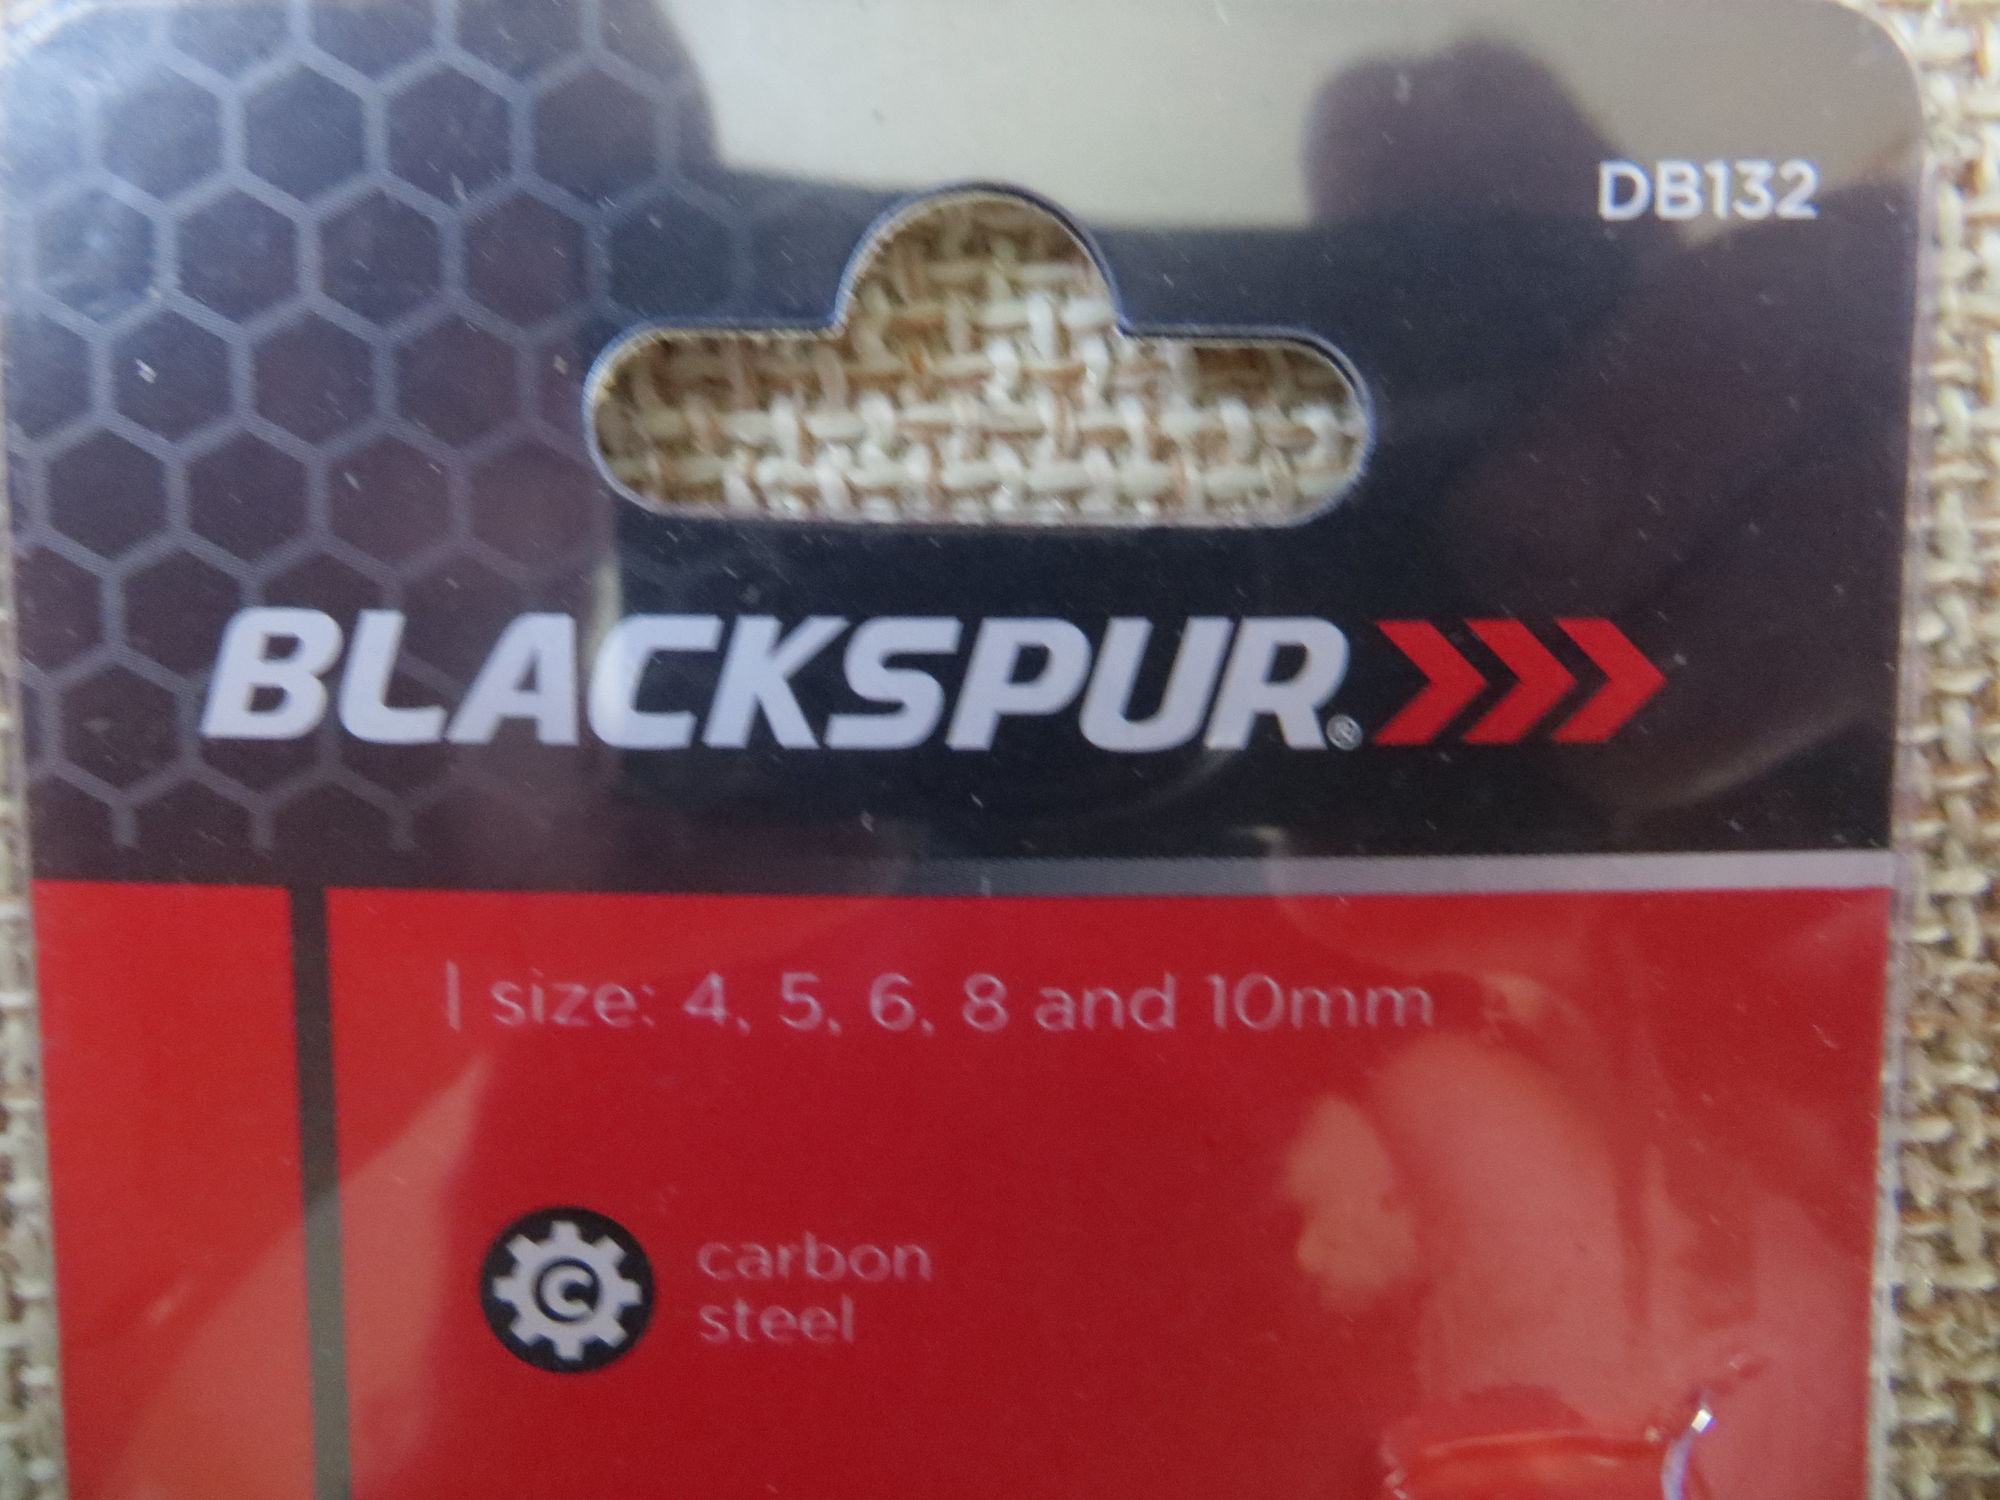 DB132
BLACKSPUR®
| size: 4, 5, 6, 8 and 10mm
C
carbon
steel